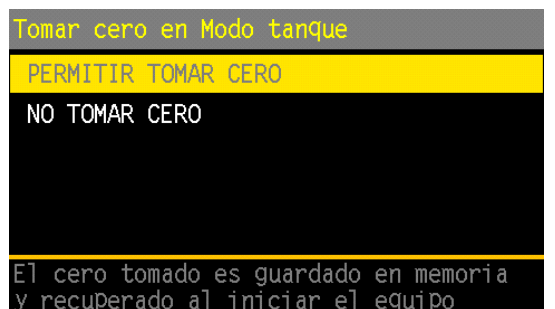 Tomar cero en Modo tanque
PERMITIR TOMAR CERO
NO TOMAR CERO
El cero tomado es guardado en memoria
y recuperado al iniciar el equipo